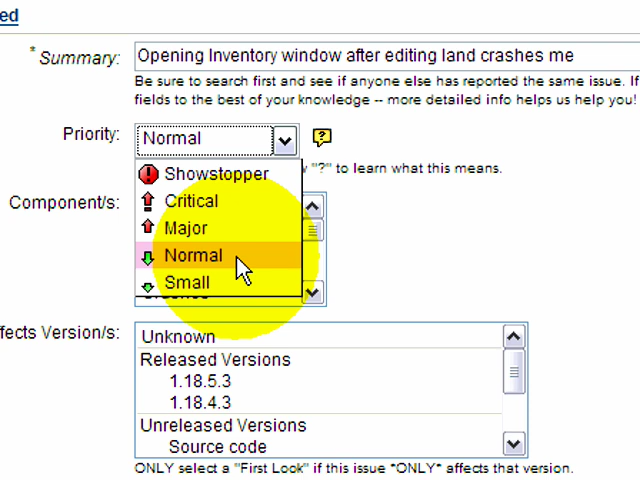 ed
* Summary: Opening Inventory window after editing land crashes me
Be sure to search first and see if anyone else has reported the same issue. If
fields to the best of your knowledge -- more detailed info helps us help you!
Priority: Normal
?
"?" to learn what this means.
Showstopper
Critical
Component/s:
Major
Normal
Small
ffects Version/s:
Unknown
Released Versions
1.18.5.3
1.18.4.3
Unreleased Versions
Source code
ONLY select a "First Look" if this issue *ONLY* affects that version.